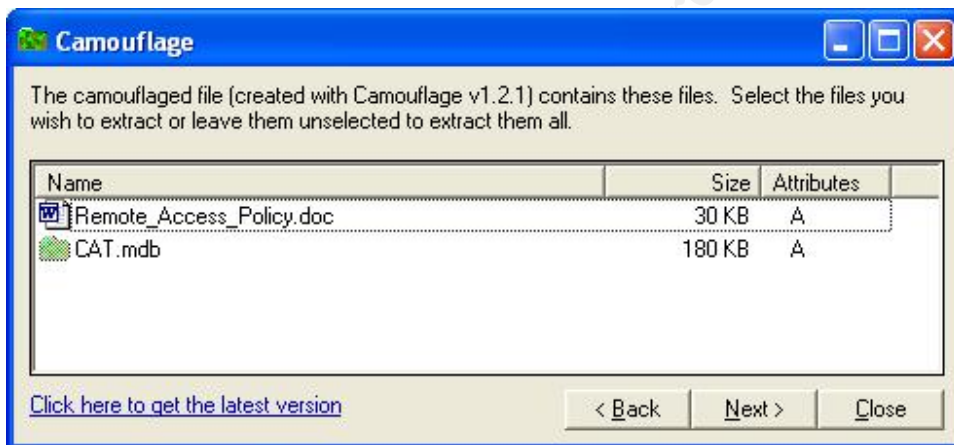 Camouflage
The camouflaged file (created with Camouflage v1.2.1) contains these files. Select the files you
wish to extract or leave them unselected to extract them all.
Name Size Attributes
Remote_Access_Policy.doc 30 KB A
CAT.mdb 180 KB A
Click here to get the latest version < Back Next > Close